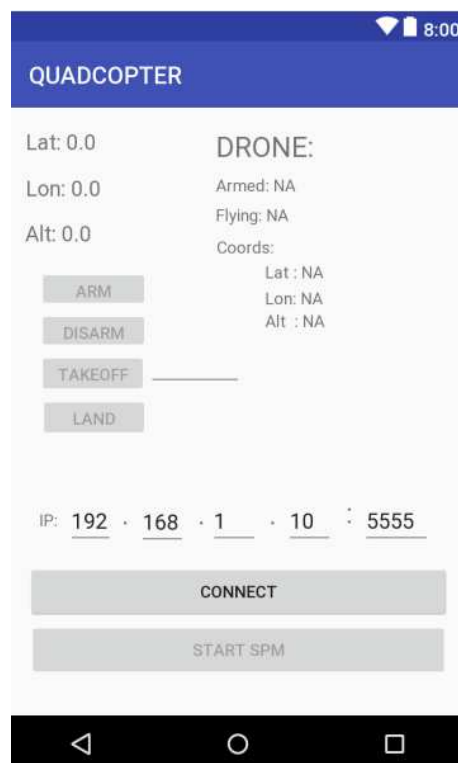 8:00
QUADCOPTER
Lat: 0.0
Lon: 0.0
Alt: 0.0
DRONE:
Armed: NA
Flying: NA
Coords:
Lat : NA
Lon: NA
Alt : NA
ARM
DISARM
TAKEOFF
LAND
IP: 192 . 168 . 1 . 10 : 5555
CONNECT
START SPM